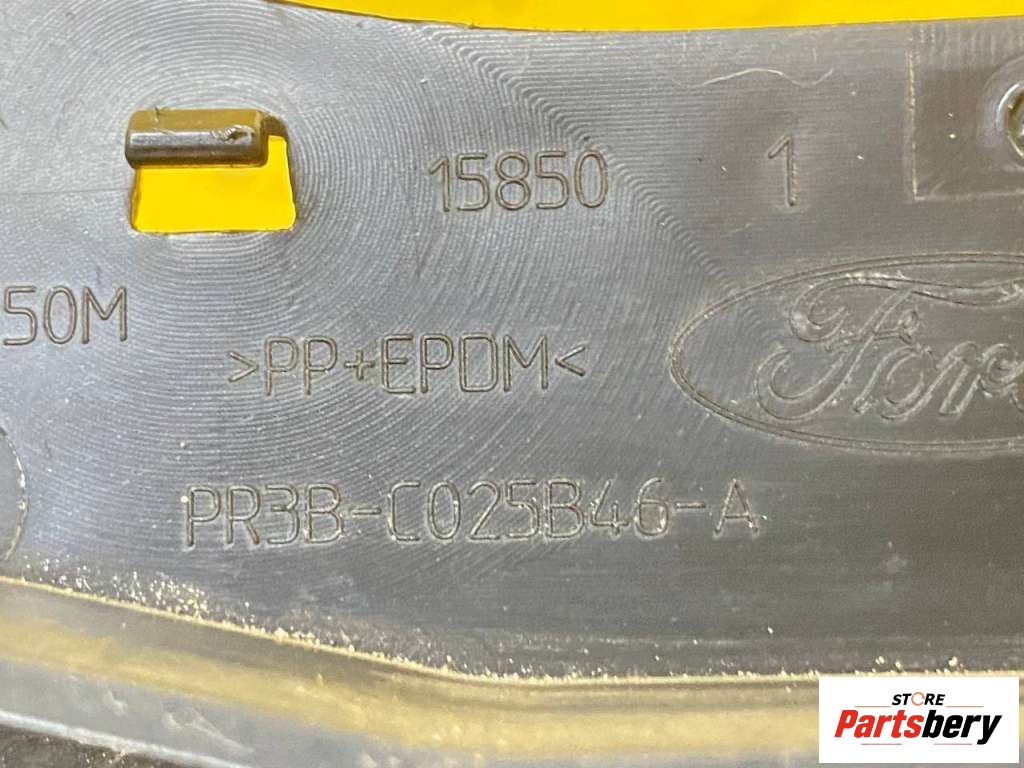 15850 1
50M
>PP+EPDM<
Ford
PR3B-C025B46-A
STORE
Partsbery